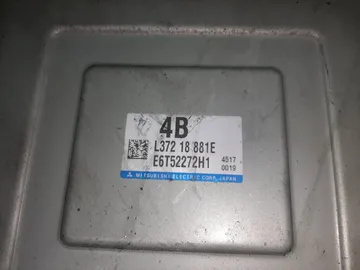 4B
L372 18 881E
E6T52272H1
4517
0019
MITSUBISHI ELECTRIC CORP. JAPAN